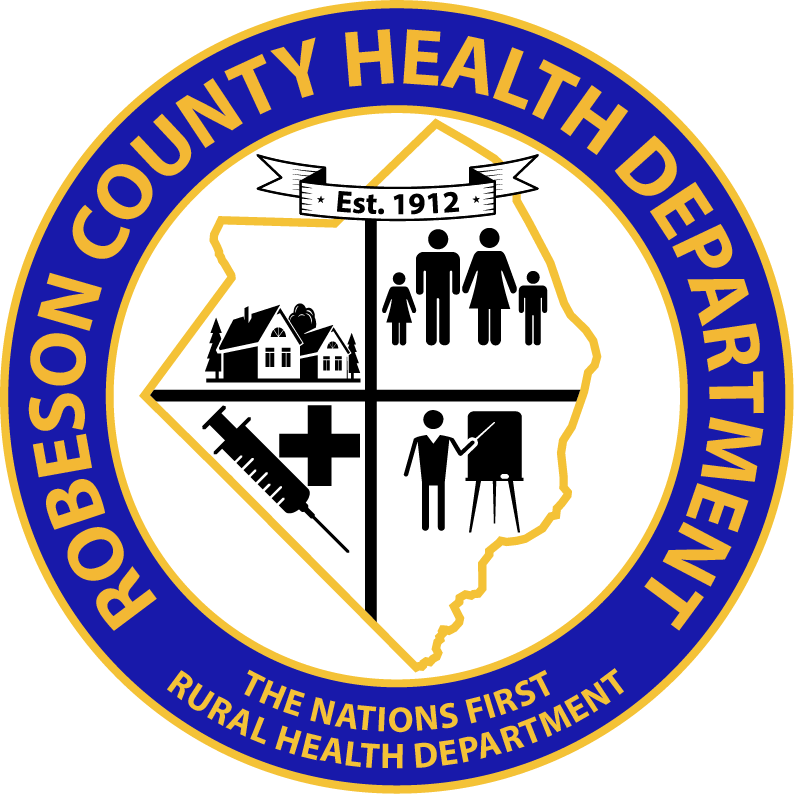 ROBESON COUNTY HEALTH DEPARTMENT
Est. 1912
THE NATIONS FIRST
RURAL HEALTH DEPARTMENT